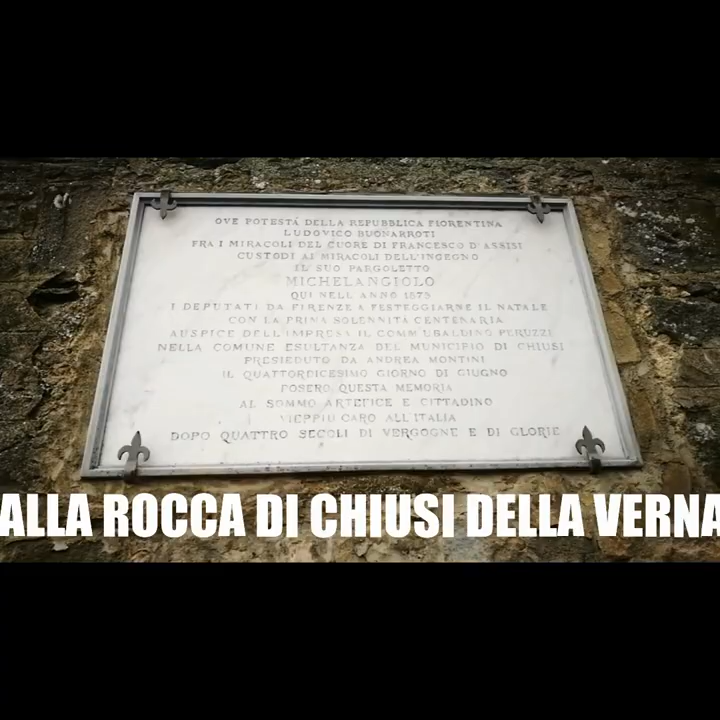 OVE POTESTÁ DELLA REPUBBLICA FIORENTINA
LUDOVICO BUONARROTI
FRA I MIRACOLI DEL CUORE DI FRANCESCO D'ASSISI
CUSTODI AI MIRACOLI DELL'INGEGNO
IL SUO PARGOLETTO
MICHELANGIOLO
QUI NELL'ANNO 1875
I DEPUTATI DA FIRENZE A FESTEGGIARNE IL NATALE
CON LA PRIMA SOLENNITÀ CENTENARIA
AUSPICE DELL'IMPRESA IL COMM UBALDINO PERUZZI
NELLA COMUNE ESULTANZA DEL MUNICIPIO DI CHIUSI
PRESIEDUTO DA ANDREA MONTINI
IL QUATTORDICESIMO GIORNO DI GIUGNO
POSERO QUESTA MEMORIA
AL SOMMO ARTEFICE E CITTADINO
VIEPPIÙ CARO ALL'ITALIA
DOPO QUATTRO SECOLI DI VERGOGNE E DI GLORIE
ALLA ROCCA DI CHIUSI DELLA VERNA